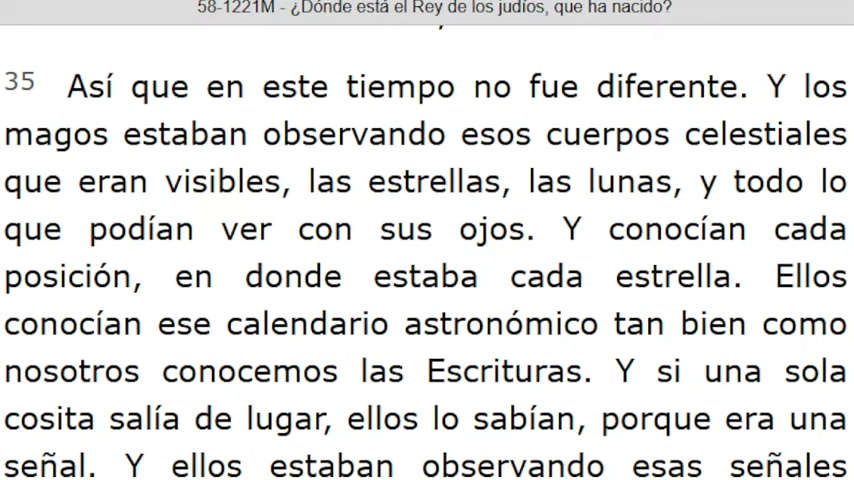 58-1221M - ¿Dónde está el Rey de los judíos, que ha nacido?
35 Así que en este tiempo no fue diferente. Y los
magos estaban observando esos cuerpos celestiales
que eran visibles, las estrellas, las lunas, y todo lo
que podían ver con sus ojos. Y conocían cada
posición, en donde estaba cada estrella. Ellos
conocían ese calendario astronómico tan bien como
nosotros conocemos las Escrituras. Y si una sola
cosita salía de lugar, ellos lo sabían, porque era una
señal. Y ellos estaban observando esas señales